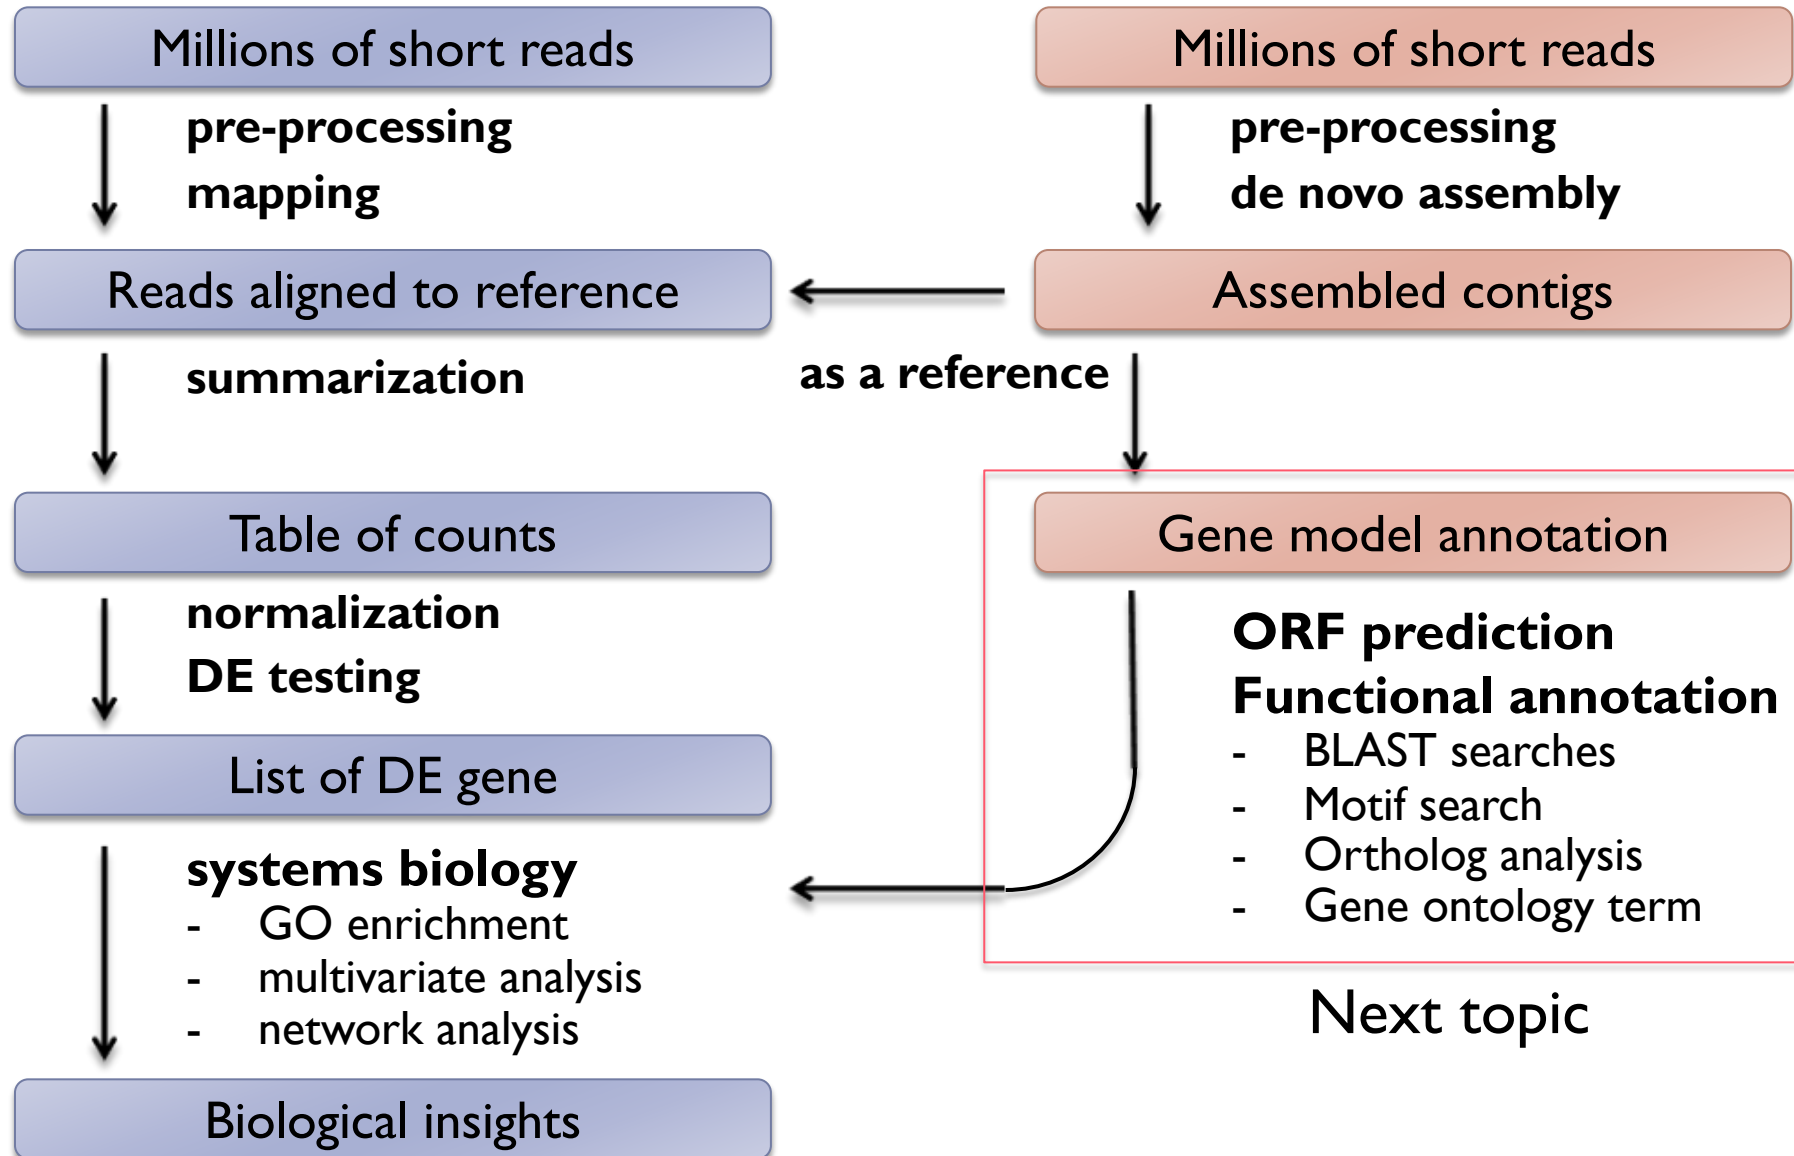 Millions of short reads
pre-processing
mapping
Reads aligned to reference
summarization
Table of counts
normalization
DE testing
List of DE gene
systems biology
- GO enrichment
- multivariate analysis
- network analysis
Biological insights
Millions of short reads
pre-processing
de novo assembly
Assembled contigs
as a reference
Gene model annotation
ORF prediction
Functional annotation
- BLAST searches
- Motif search
- Ortholog analysis
- Gene ontology term
Next topic